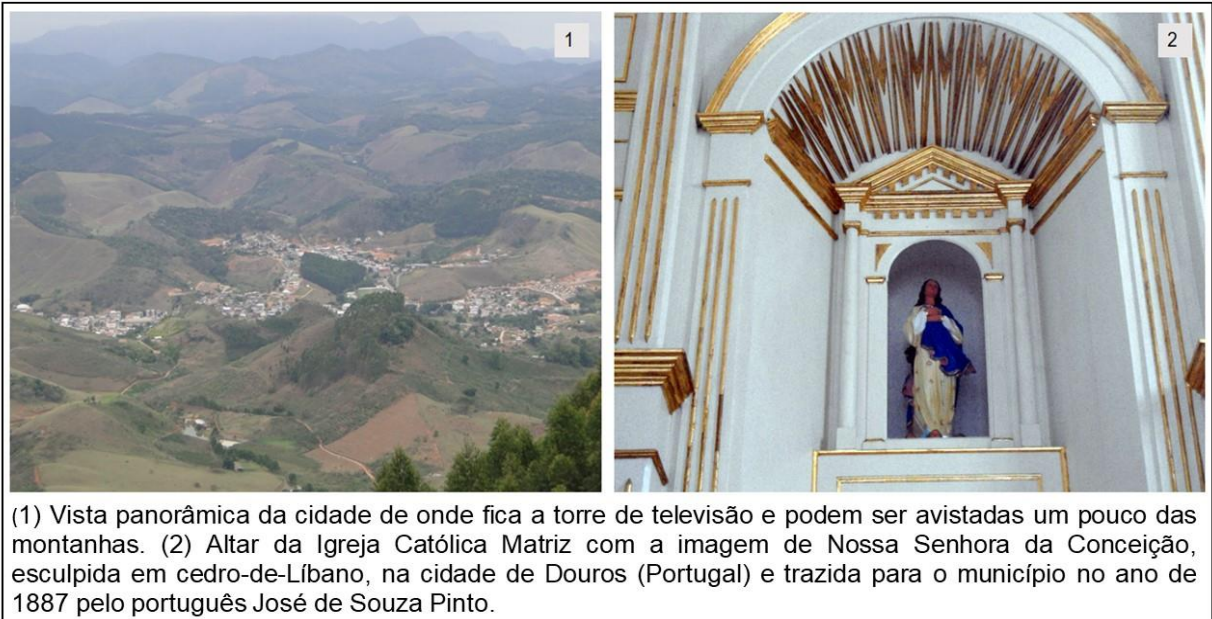 1
2
(1) Vista panorâmica da cidade de onde fica a torre de televisão e podem ser avistadas um pouco das
montanhas. (2) Altar da Igreja Católica Matriz com a imagem de Nossa Senhora da Conceição,
esculpida em cedro-de-Líbano, na cidade de Douros (Portugal) e trazida para o município no ano de
1887 pelo português José de Souza Pinto.